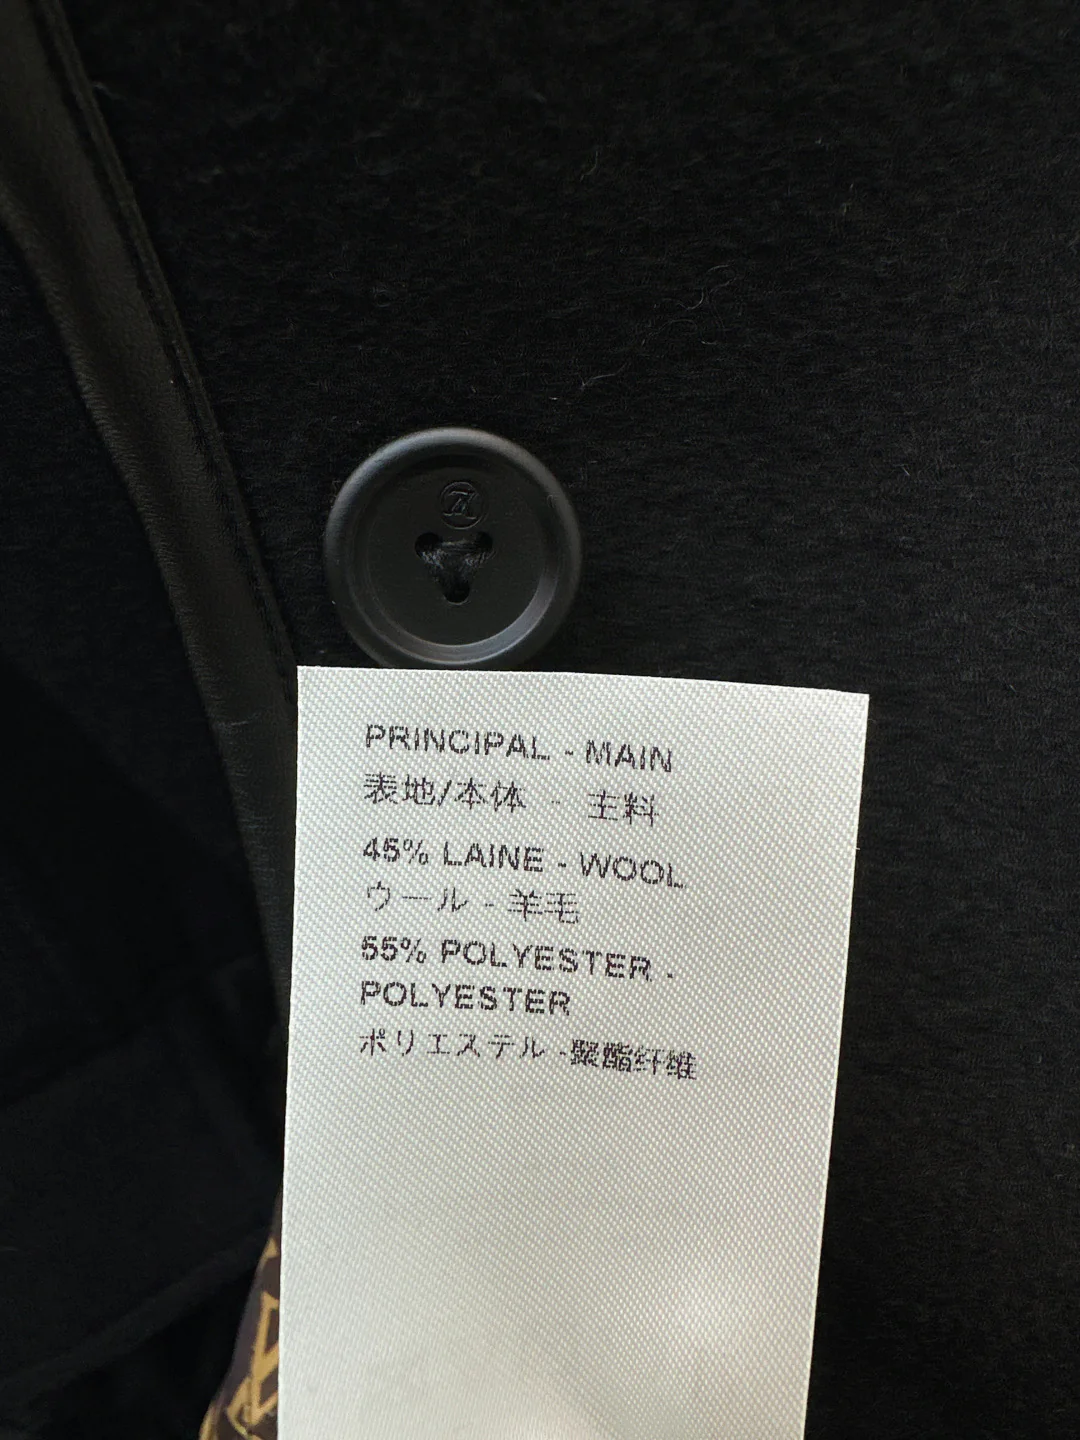 PRINCIPAL - MAIN
表地/本体 - 主料
45% LAINE - WOOL
ウール - 羊毛
55% POLYESTER -
POLYESTER
ポリエステル -聚酯纤维